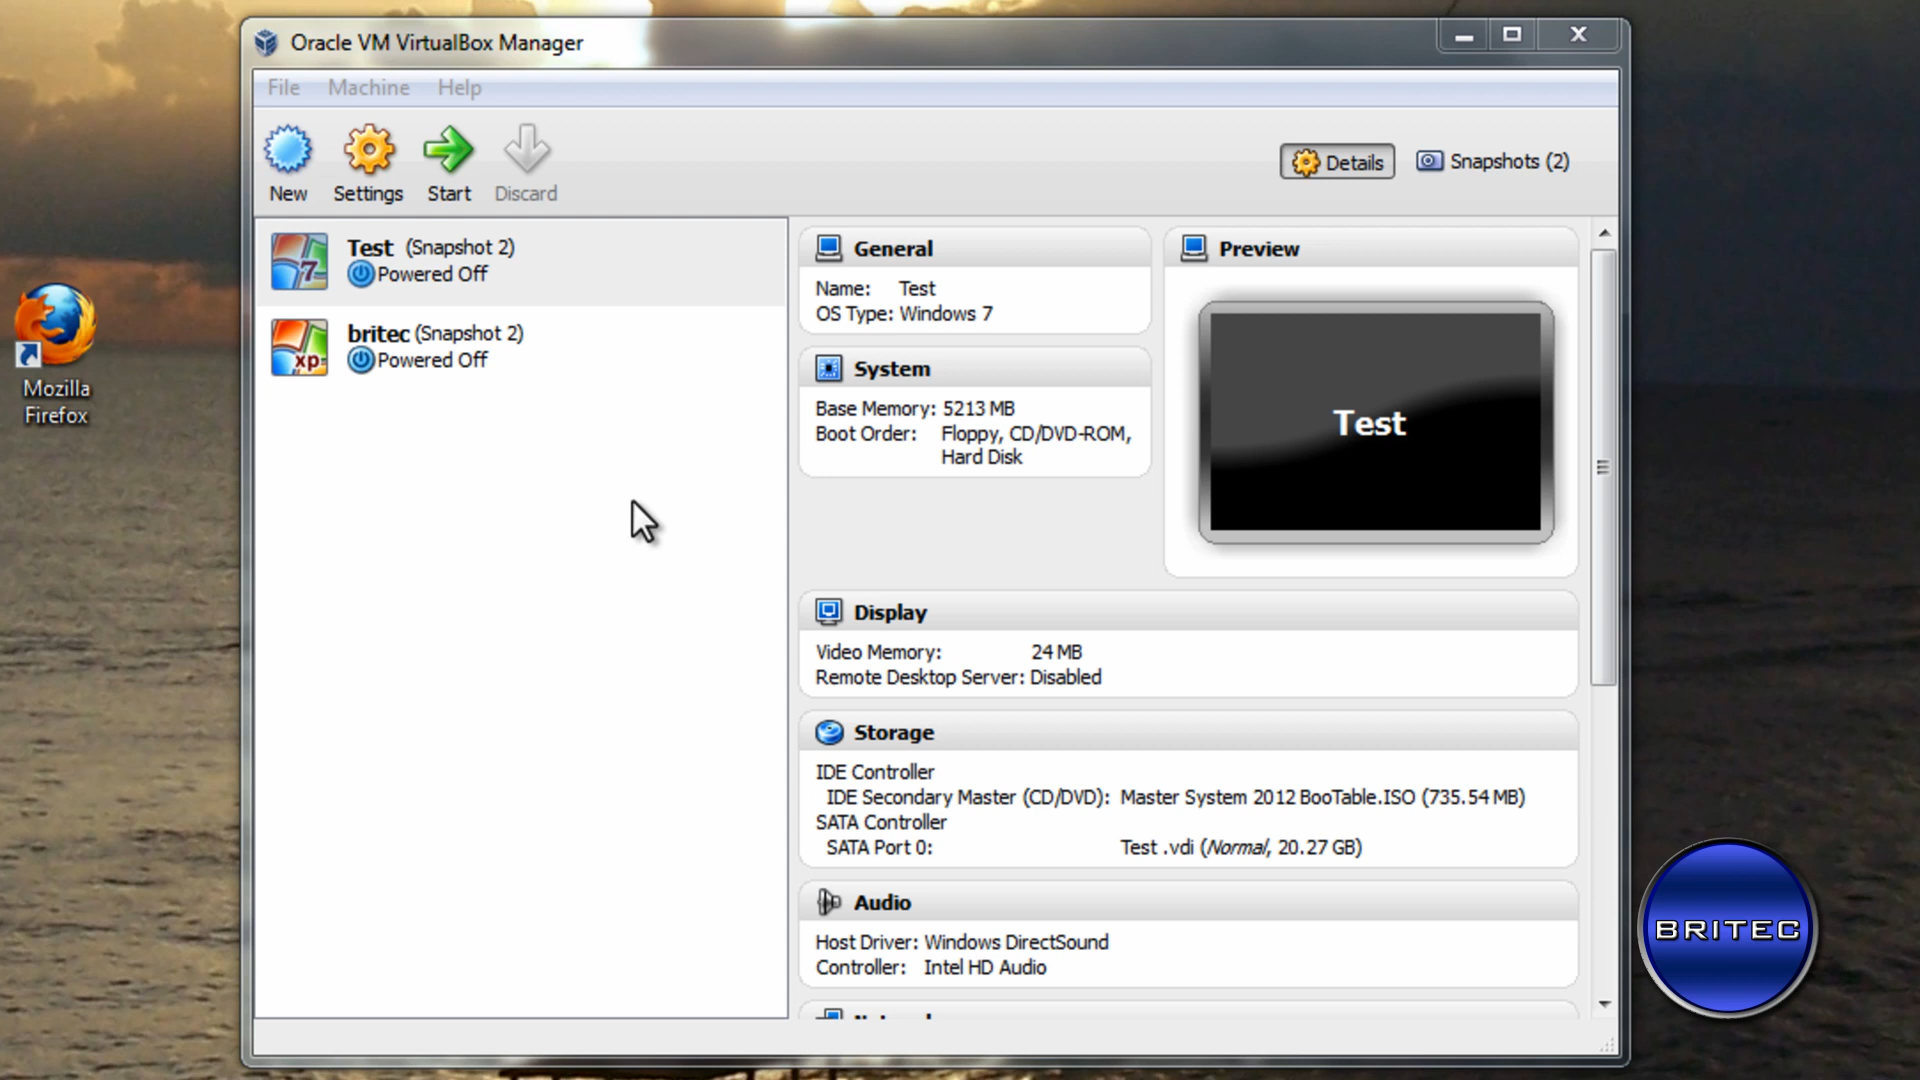 Oracle VM VirtualBox Manager
File Machine Help
New Settings Start Discard
Details Snapshots (2)
Test (Snapshot 2)
Powered Off
britec (Snapshot 2)
Powered Off
7
xp
Mozilla
Firefox
General
Name: Test
OS Type: Windows 7
System
Base Memory: 5213 MB
Boot Order: Floppy, CD/DVD-ROM,
Hard Disk
Preview
Test
Display
Video Memory: 24 MB
Remote Desktop Server: Disabled
Storage
IDE Controller
IDE Secondary Master (CD/DVD): Master System 2012 BooTable.ISO (735.54 MB)
SATA Controller
SATA Port 0: Test .vdi (Normal, 20.27 GB)
Audio
Host Driver: Windows DirectSound
Controller: Intel HD Audio
BRITEC